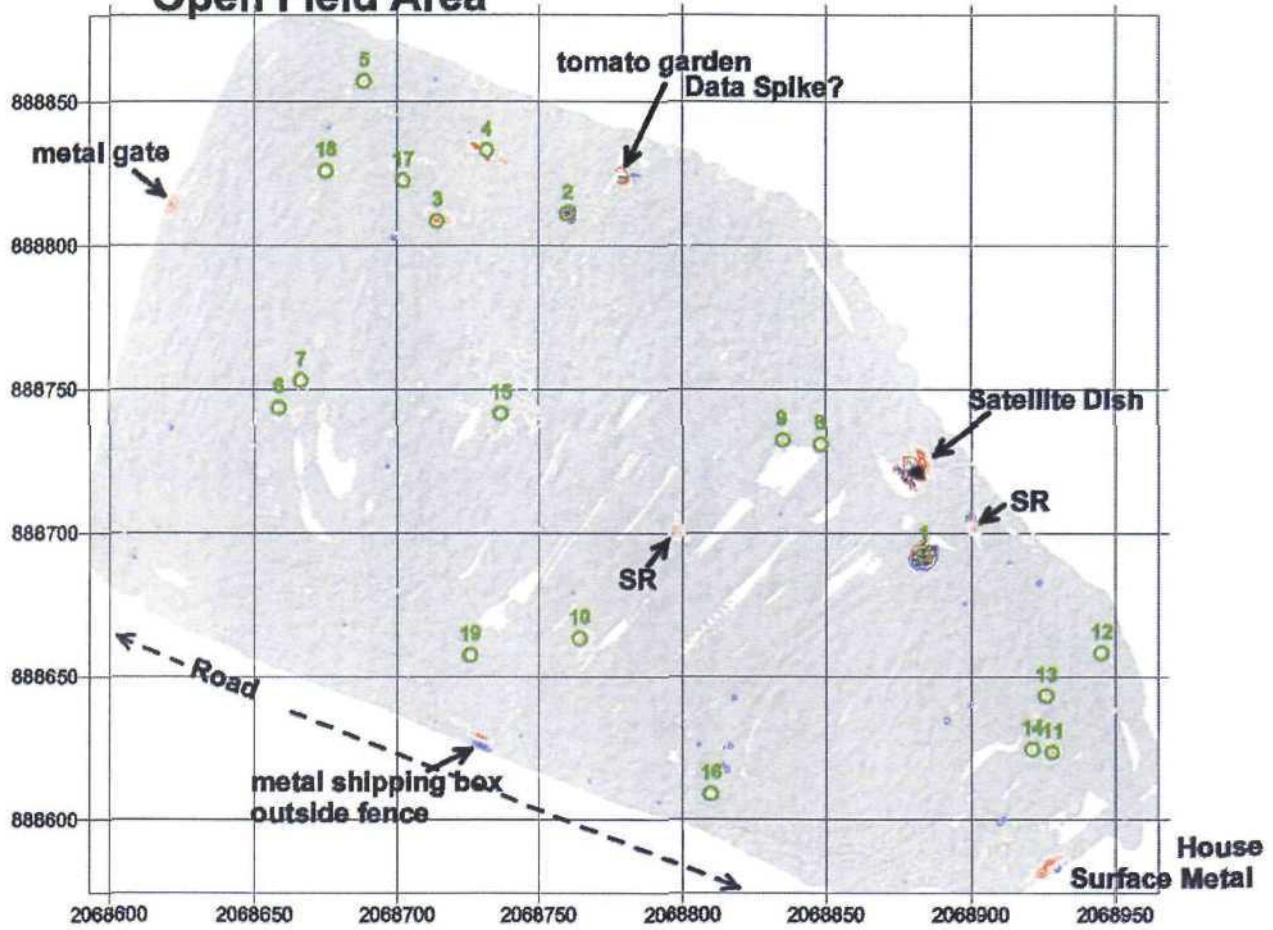 Open Field Area
tomato garden
Data Spike?
metal gate
Satellite Dish
SR
SR
Road
metal shipping box
outside fence
House
Surface Metal
5
4
18
17
3
2
7
6
15
9
8
1
19
10
12
13
14
11
16
888850
888800
888750
888700
888650
888600
2068600
2068650
2068700
2068750
2068800
2068850
2068900
2068950